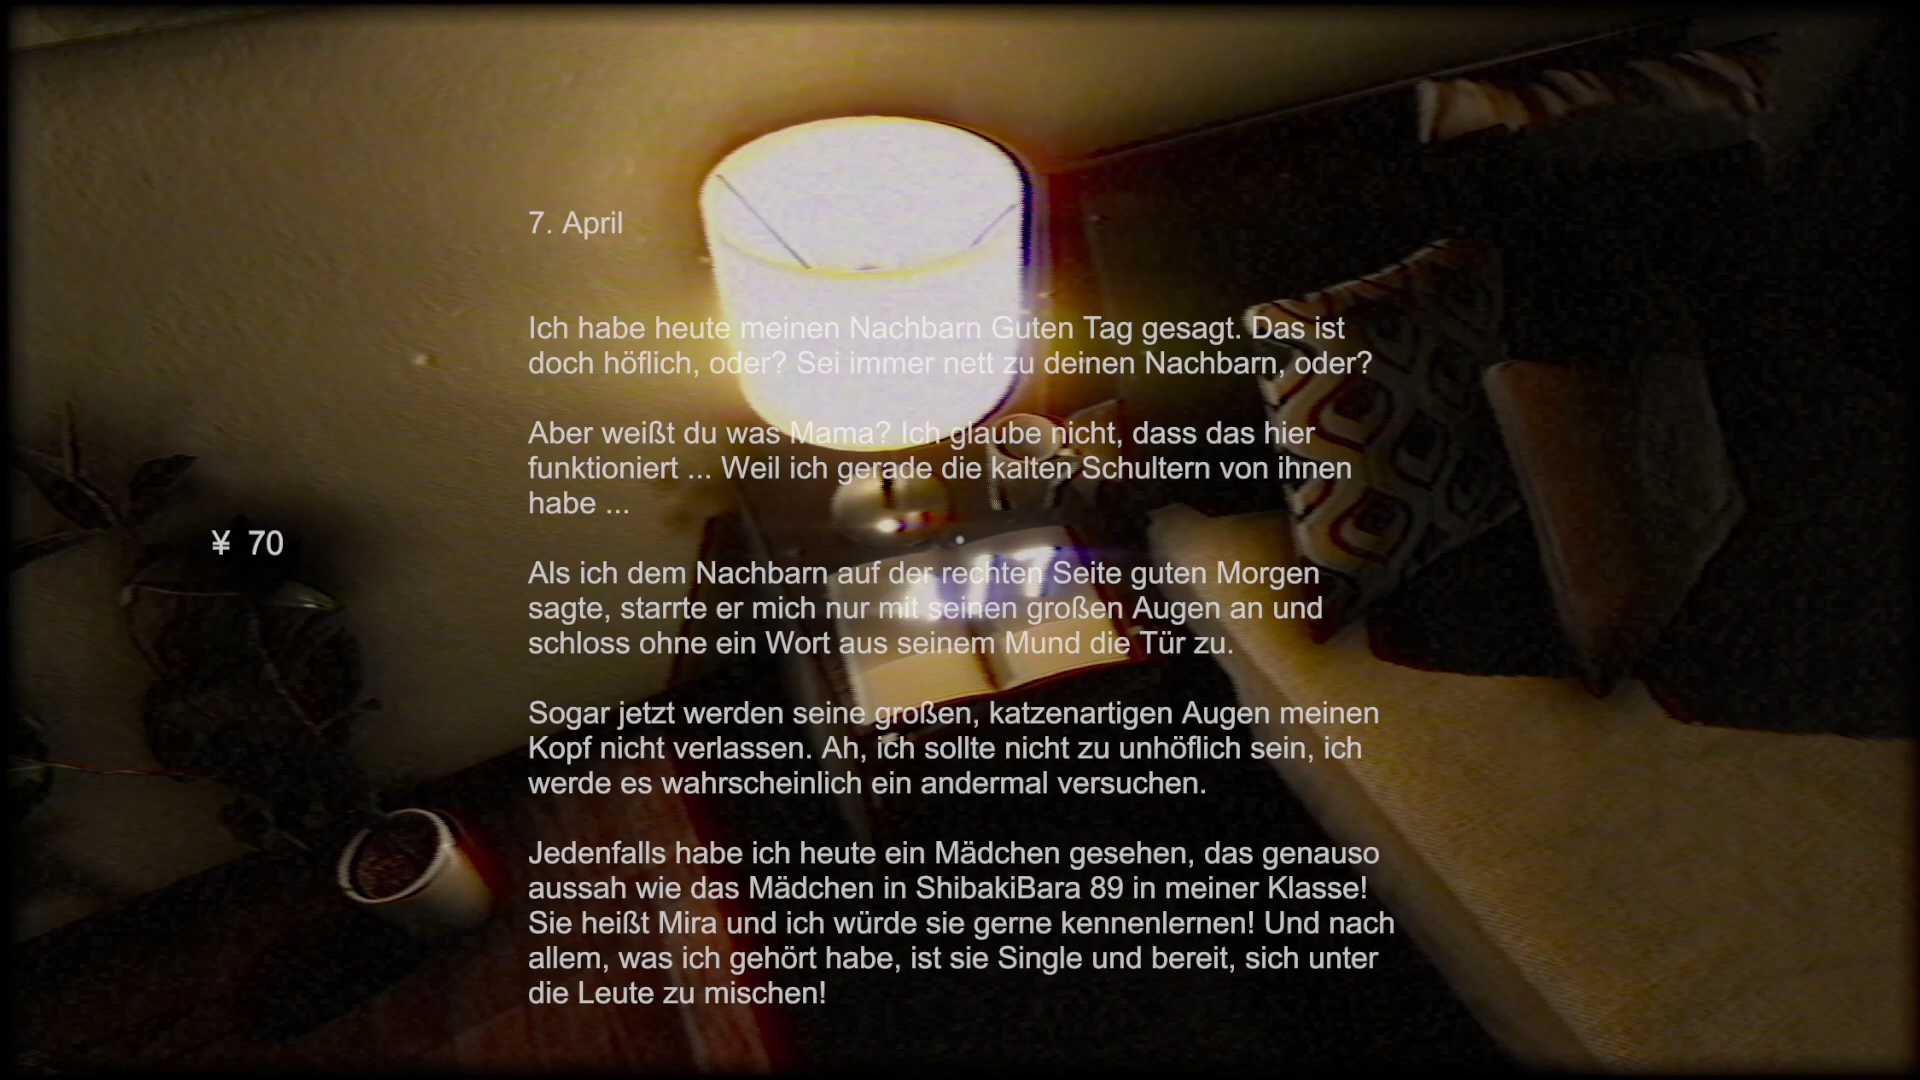 7. April
Ich habe heute meinen Nachbarn Guten Tag gesagt. Das ist
doch höflich, oder? Sei immer nett zu deinen Nachbarn, oder?
Aber weißt du was Mama? Ich glaube nicht, dass das hier
funktioniert ... Weil ich gerade die kalten Schultern von ihnen
habe ...
¥ 70
Als ich dem Nachbarn auf der rechten Seite guten Morgen
sagte, starrte er mich nur mit seinen großen Augen an und
schloss ohne ein Wort aus seinem Mund die Tür zu.
Sogar jetzt werden seine großen, katzenartigen Augen meinen
Kopf nicht verlassen. Ah, ich sollte nicht zu unhöflich sein, ich
werde es wahrscheinlich ein andermal versuchen.
Jedenfalls habe ich heute ein Mädchen gesehen, das genauso
aussah wie das Mädchen in ShibakiBara 89 in meiner Klasse!
Sie heißt Mira und ich würde sie gerne kennenlernen! Und nach
allem, was ich gehört habe, ist sie Single und bereit, sich unter
die Leute zu mischen!